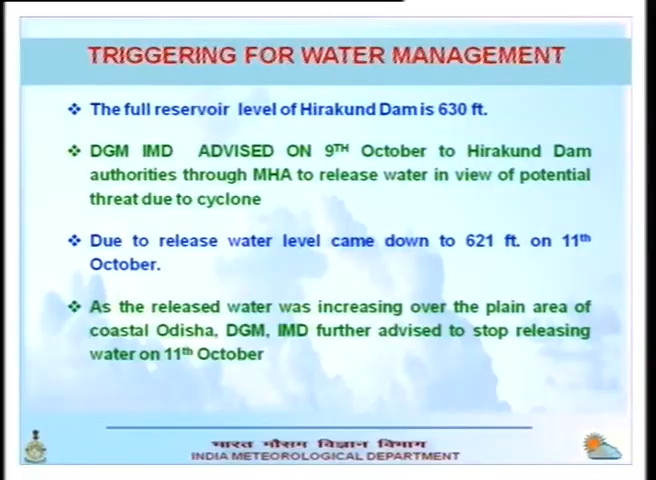 TRIGGERING FOR WATER MANAGEMENT
The full reservoir level of Hirakund Dam is 630 ft.
DGM IMD ADVISED ON 9TH October to Hirakund Dam
authorities through MHA to release water in view of potential
threat due to cyclone
Due to release water level came down to 621 ft. on 11th
October.
As the released water was increasing over the plain area of
coastal Odisha, DGM, IMD further advised to stop releasing
water on 11th October
भारत मौसम विज्ञान विभाग
INDIA METEOROLOGICAL DEPARTMENT